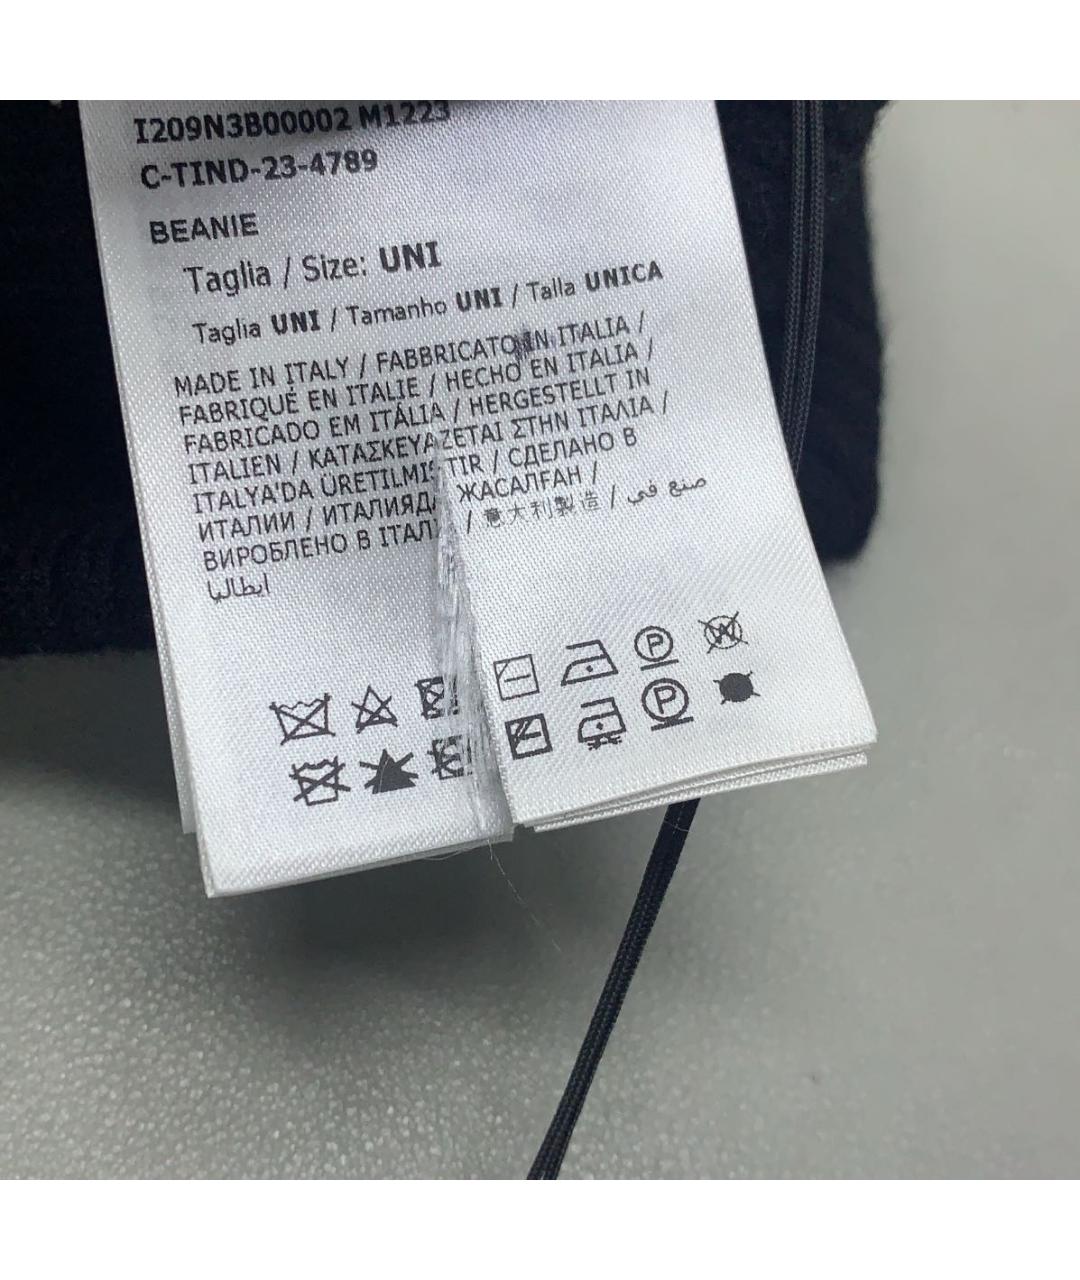 I209N3B00002 M1223
C-TIND-23-4789
BEANIE
Taglia / Size: UNI
Taglia UNI / Tamanho UNI / Talla UNICA
MADE IN ITALY / FABBRICATO IN ITALIA /
FABRIQUÉ EN ITALIE / HECHO EN ITALIA /
FABRICADO EM ITÁLIA / HERGESTELLT IN
ITALIEN / ΚΑΤΑΣΚΕΥΑΖΕΤΑΙ ΣΤΗΝ ΙΤΑΛΙΑ /
ITALYA'DA ÜRETILMIŞTIR / СДЕЛАНО В
ИТАЛИИ / ИТАЛИЯДА ЖАСАЛҒАН /
ВИРОБЛЕНО В ІТАЛІЇ / 意大利製造 / صنع في
ايطاليا
P
W
P